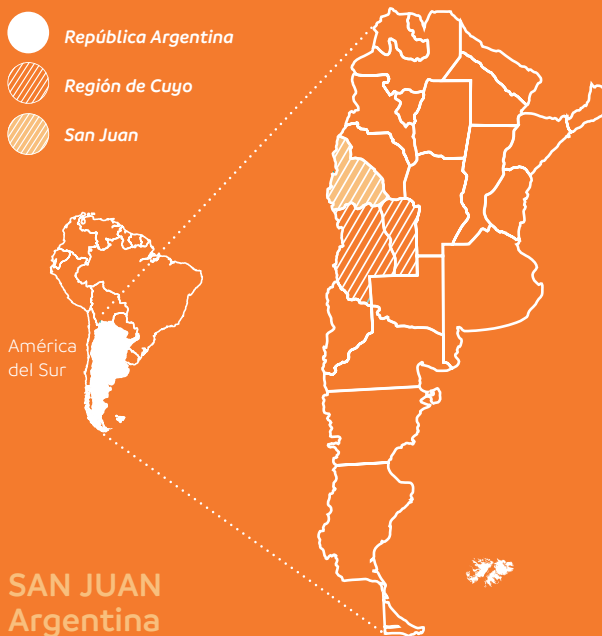 República Argentina
Región de Cuyo
San Juan
América
del Sur
SAN JUAN
Argentina